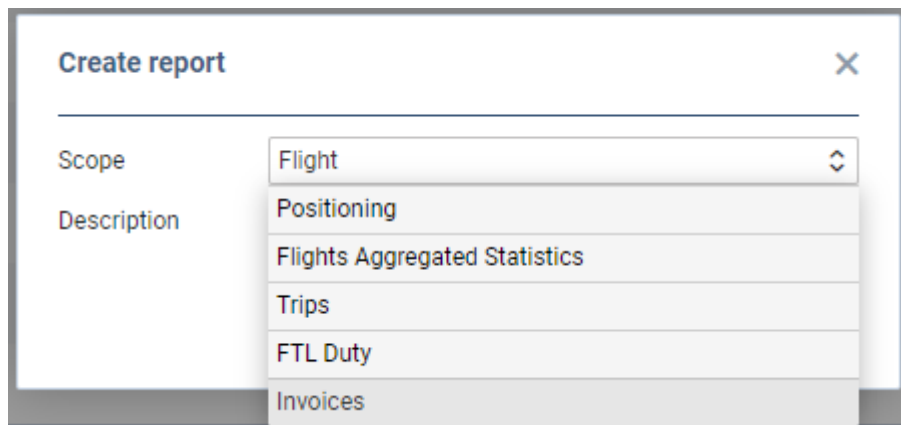 Create report
Scope
Flight
Description
Positioning
Flights Aggregated Statistics
Trips
FTL Duty
Invoices